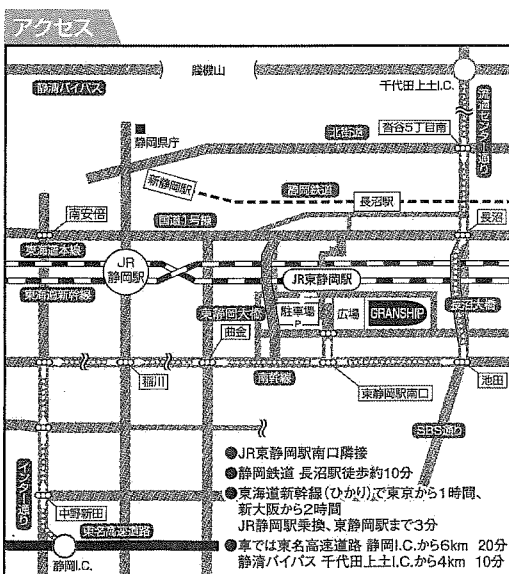 アクセス
賤機山
千代田上土I.C.
静清バイパス
流通センター通り
静岡県庁
北街道
沓谷5丁目南
新静岡駅
静岡鉄道
長沼駅
南安倍
国道1号線
長沼
東海道本線
JR
静岡駅
JR東静岡駅
東海道新幹線
東静岡大橋
駐車場
P
広場
GRANSHIP
長沼大橋
曲金
稲川
南幹線
東静岡駅南口
池田
SBS通り
インター通り
中野新田
東名高速道路
静岡I.C.
●JR東静岡駅南口隣接
●静岡鉄道 長沼駅徒歩約10分
●東海道新幹線(ひかり)で東京から1時間、
新大阪から2時間
JR静岡駅乗換、東静岡駅まで3分
●車では東名高速道路 静岡I.C.から6km 20分
静清バイパス 千代田上土I.C.から4km 10分